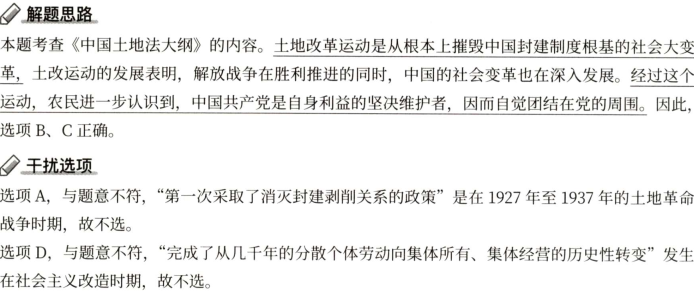 解题思路
本题考查《中国土地法大纲》的内容。土地改革运动是从根本上摧毁中国封建制度根基的社会大变
革，土改运动的发展表明，解放战争在胜利推进的同时，中国的社会变革也在深入发展。经过这个
运动，农民进一步认识到，中国共产党是自身利益的坚决维护者，因而自觉团结在党的周围。因此，
选项 B、C 正确。
干扰选项
选项 A，与题意不符，“第一次采取了消灭封建剥削关系的政策”是在 1927 年至 1937 年的土地革命
战争时期，故不选。
选项 D，与题意不符，“完成了从几千年的分散个体劳动向集体所有、集体经营的历史性转变”发生
在社会主义改造时期，故不选。